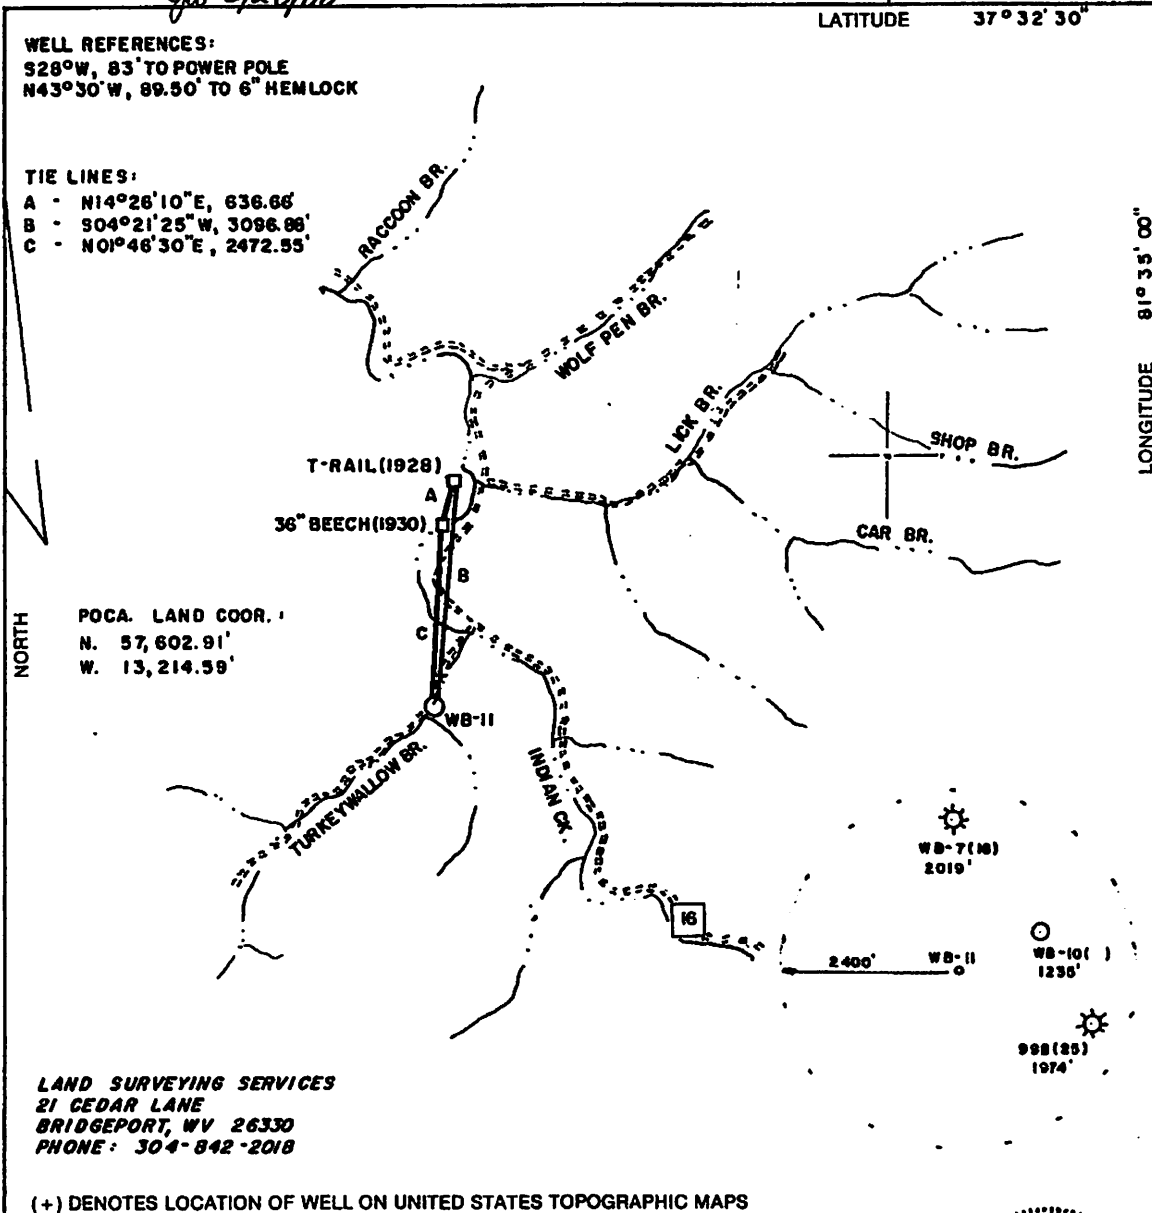 LATITUDE 37°32'30"
WELL REFERENCES:
S28°W, 83' TO POWER POLE
N43°30'W, 89.50' TO 6" HEMLOCK
TIE LINES:
A - N14°26'10"E, 636.66'
B - S04°21'25"W, 3096.86'
C - N01°46'30"E, 2472.55'
RACCOON BR.
WOLF PEN BR.
LONGITUDE 81°35'00"
LICK BR.
SHOP BR.
T-RAIL(1928)
A
36" BEECH(1930)
CAR BR.
B
C
NORTH
POCA. LAND COOR.:
N. 57,602.91'
W. 13,214.59'
WB-11
TURKEYWALLOW BR.
INDIAN CK.
16
WB-7(16)
2019'
2400'
WB-11
WB-10( )
1235'
998(25)
1974'
LAND SURVEYING SERVICES
21 CEDAR LANE
BRIDGEPORT, WV 26330
PHONE: 304-842-2018
(+) DENOTES LOCATION OF WELL ON UNITED STATES TOPOGRAPHIC MAPS